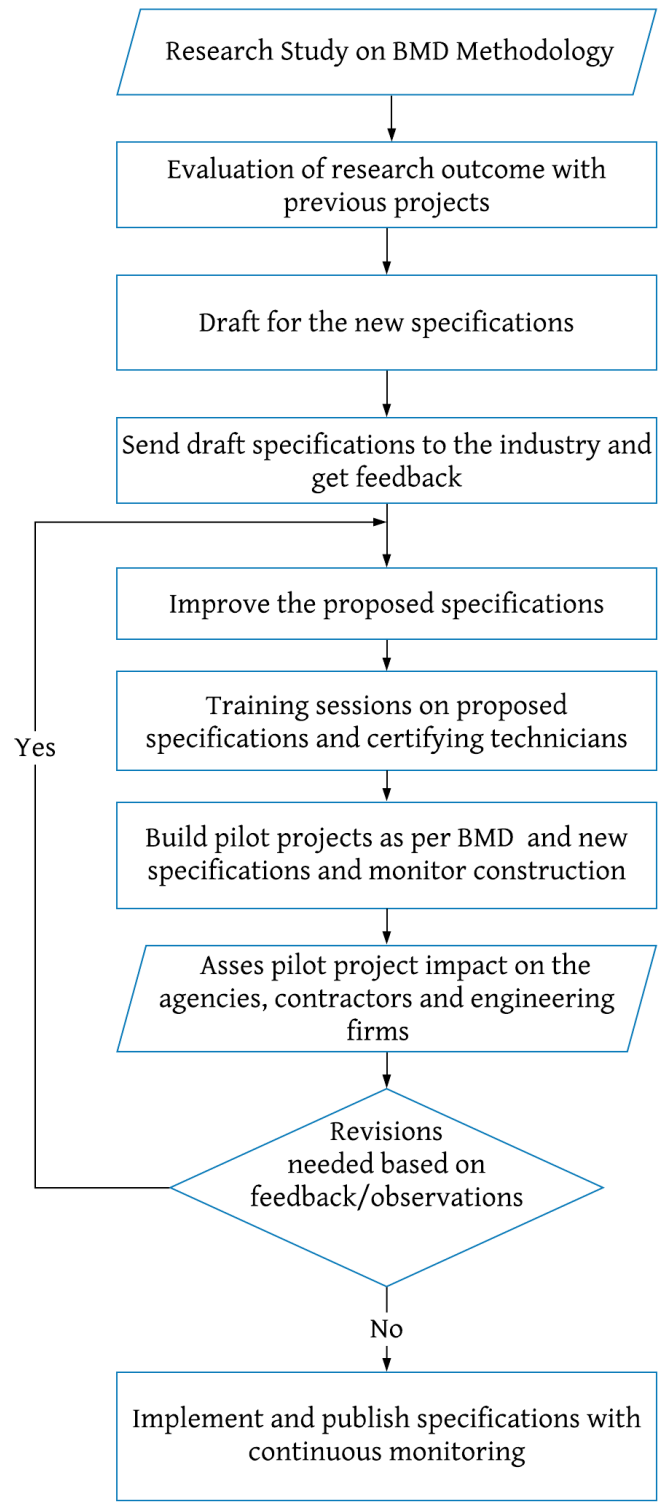 Research Study on BMD Methodology
Evaluation of research outcome with
previous projects
Draft for the new specifications
Send draft specifications to the industry and
get feedback
Improve the proposed specifications
Training sessions on proposed
specifications and certifying technicians
Yes
Build pilot projects as per BMD and new
specifications and monitor construction
Asses pilot project impact on the
agencies, contractors and engineering
firms
Revisions
needed based on
feedback/observations
No
Implement and publish specifications with
continuous monitoring